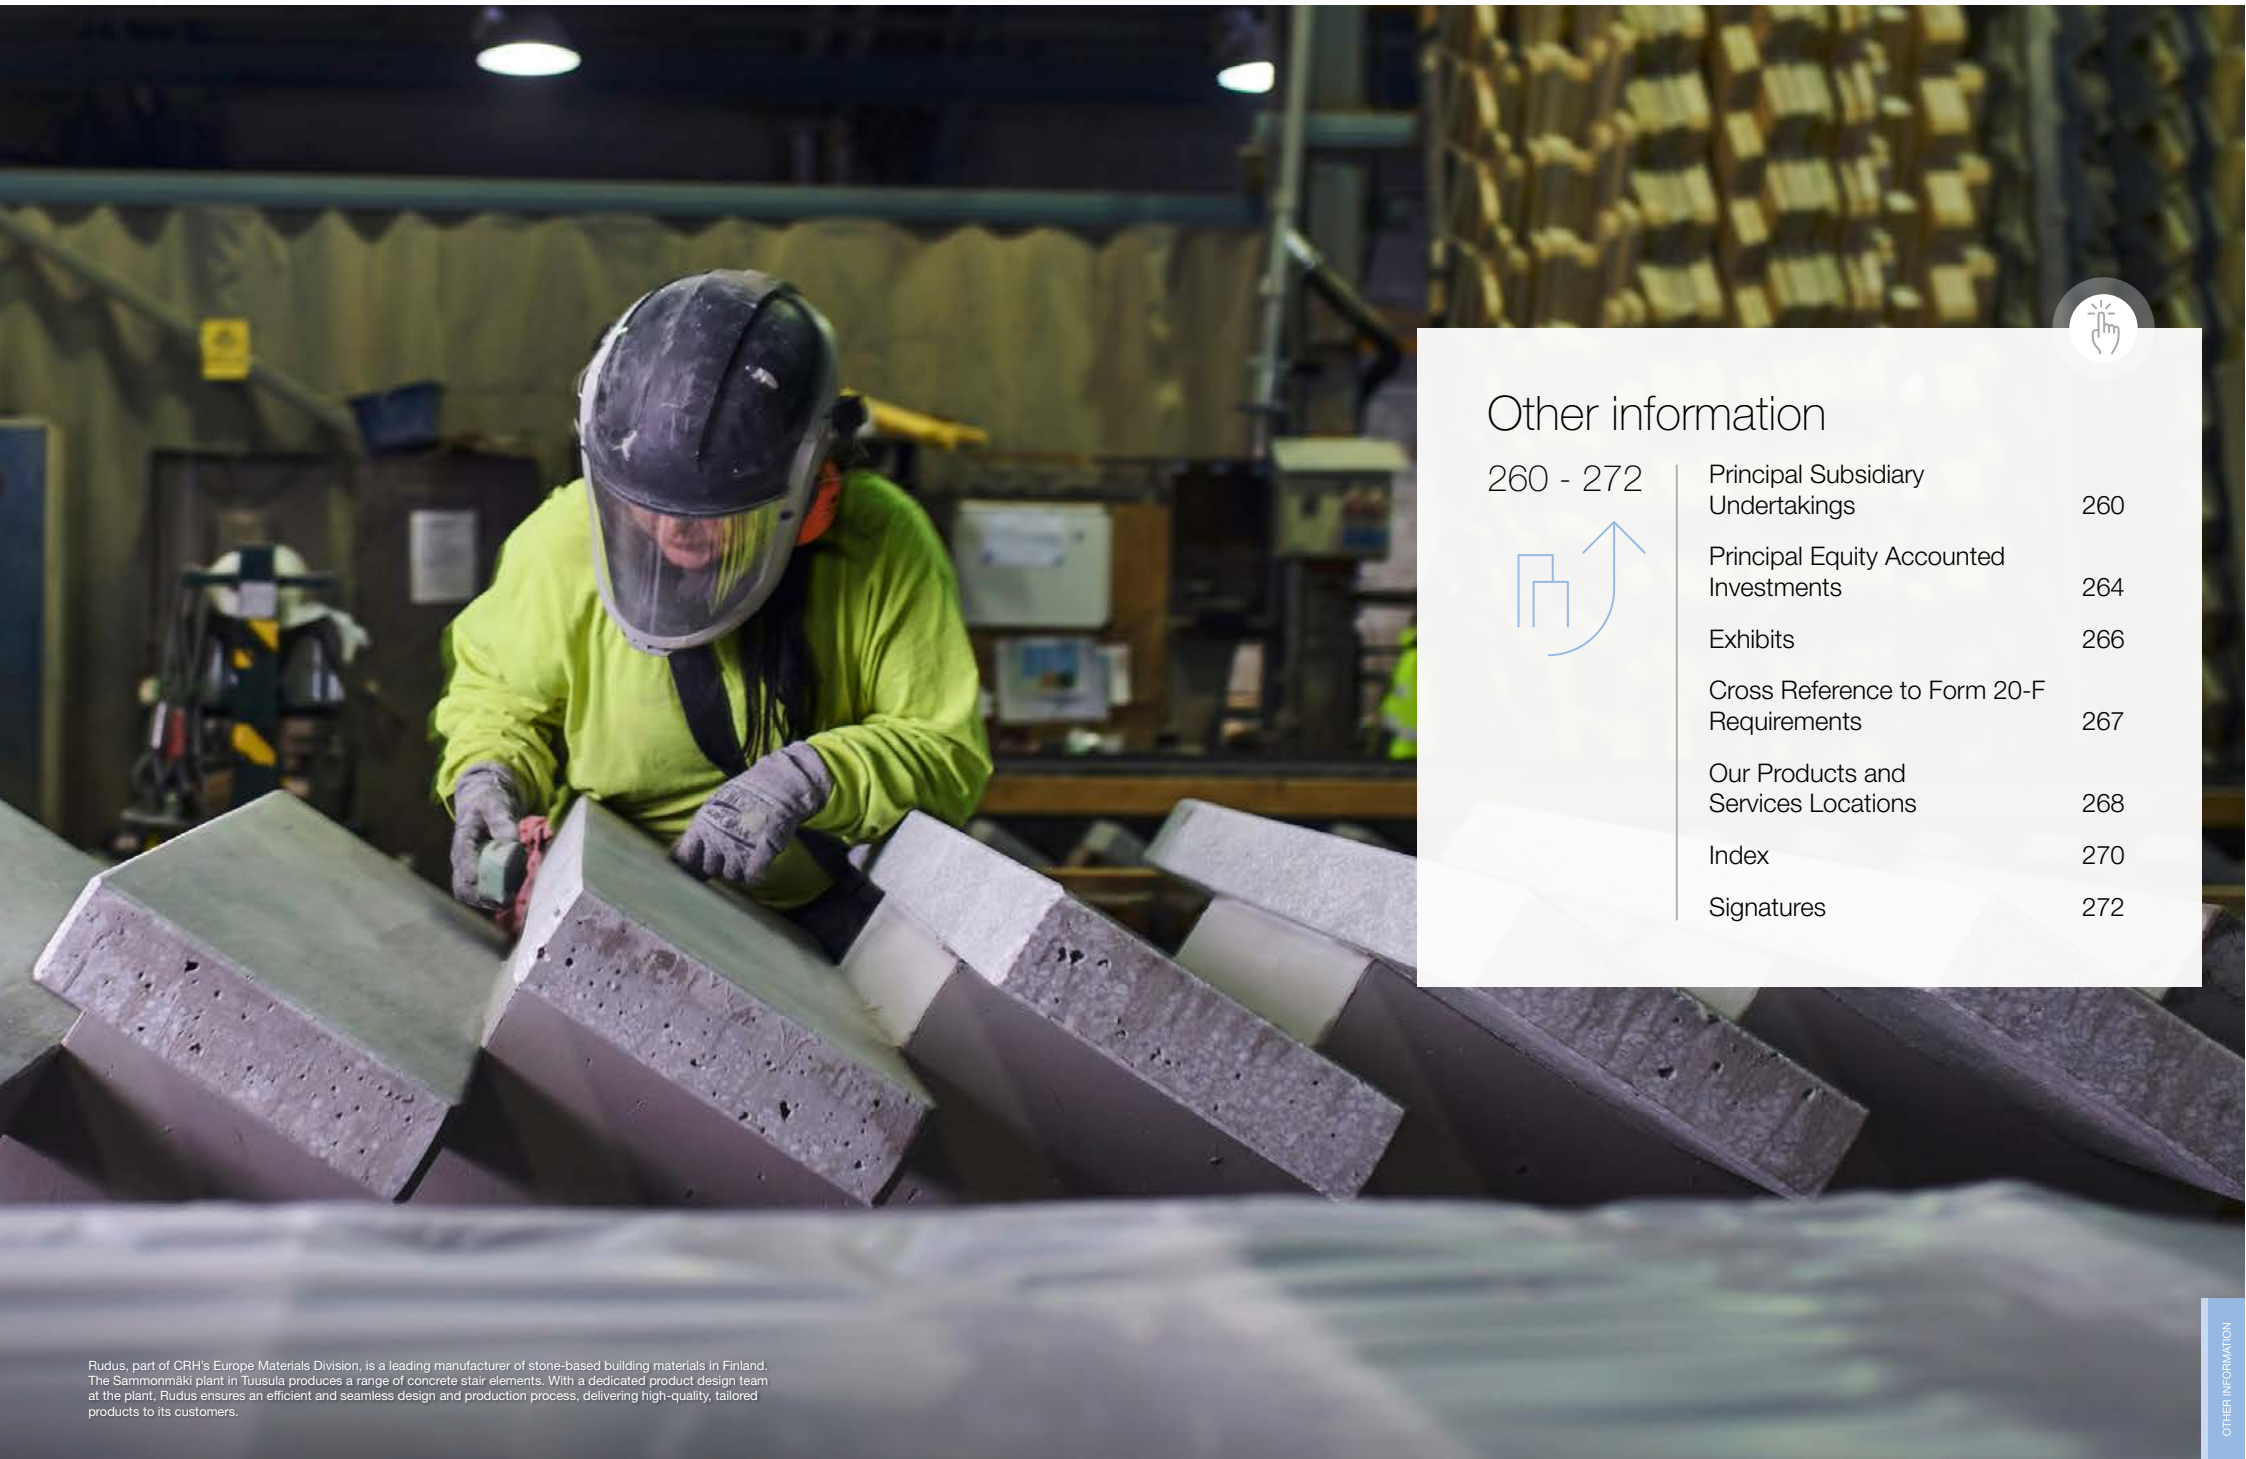 Other information
260 - 272
Principal Subsidiary
Undertakings 260
Principal Equity Accounted
Investments 264
Exhibits 266
Cross Reference to Form 20-F
Requirements 267
Our Products and
Services Locations 268
Index 270
Signatures 272
Rudus, part of CRH's Europe Materials Division, is a leading manufacturer of stone-based building materials in Finland.
The Sammonmäki plant in Tuusula produces a range of concrete stair elements. With a dedicated product design team
at the plant, Rudus ensures an efficient and seamless design and production process, delivering high-quality, tailored
products to its customers.
OTHER INFORMATION